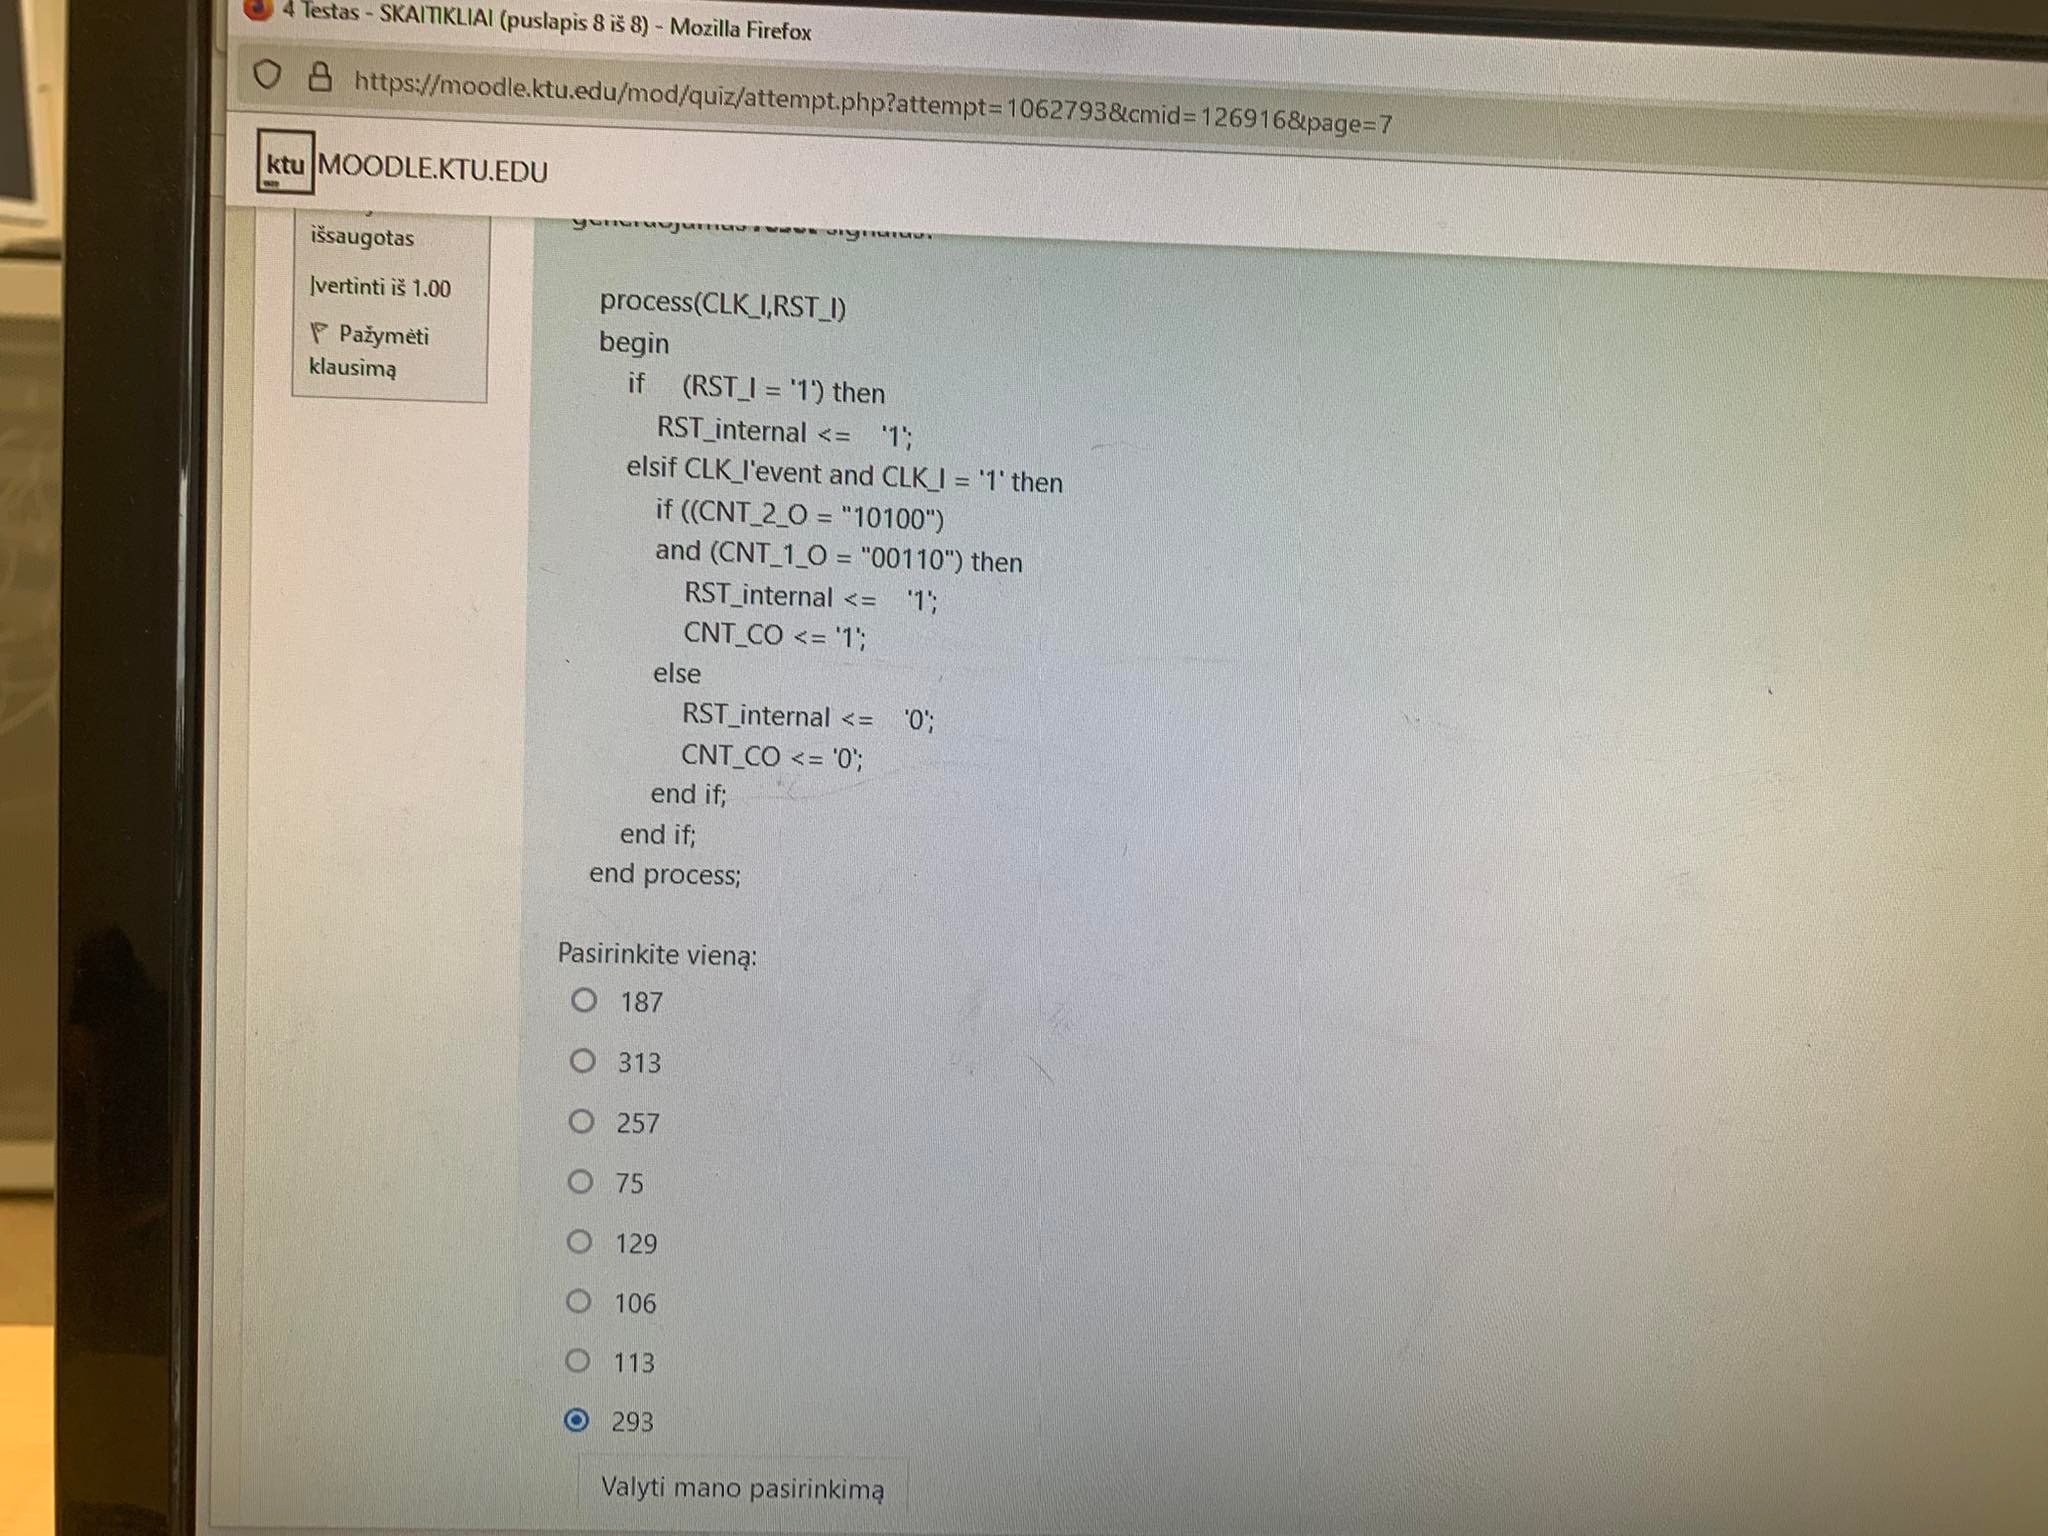 4 Testas - SKAITIKLIAI (puslapis 8 iš 8) - Mozilla Firefox
https://moodle.ktu.edu/mod/quiz/attempt.php?attempt=1062793&cmid=126916&page=7
ktu MOODLE.KTU.EDU
išsaugotas
Įvertinti iš 1.00
Pažymėti
klausimą
process(CLK_I,RST_I)
begin
if (RST_I = '1') then
RST_internal <= '1';
elsif CLK_I'event and CLK_I = '1' then
if ((CNT_2_O = "10100")
and (CNT_1_O = "00110") then
RST_internal <= '1';
CNT_CO <= '1';
else
RST_internal <= '0';
CNT_CO <= '0';
end if;
end if;
end process;
Pasirinkite vieną:
187
313
257
75
129
106
113
293
Valyti mano pasirinkimą